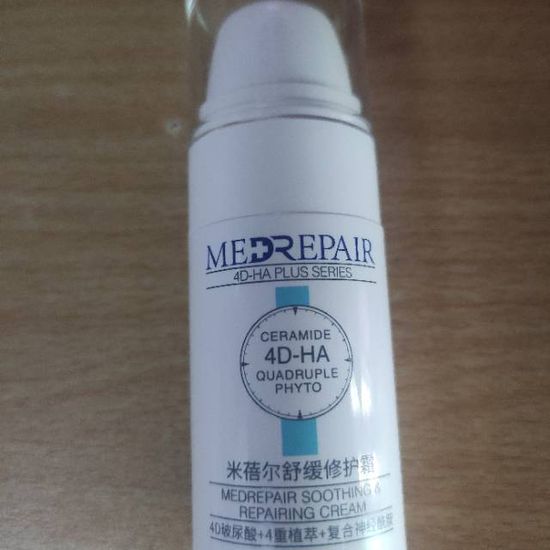 MEDREPAIR
4D-HA PLUS SERIES
CERAMIDE
4D-HA
QUADRUPLE
PHYTO
米蓓尔舒缓修护霜
MEDREPAIR SOOTHING &
REPAIRING CREAM
4D玻尿酸+4重植萃+复合神经酰胺